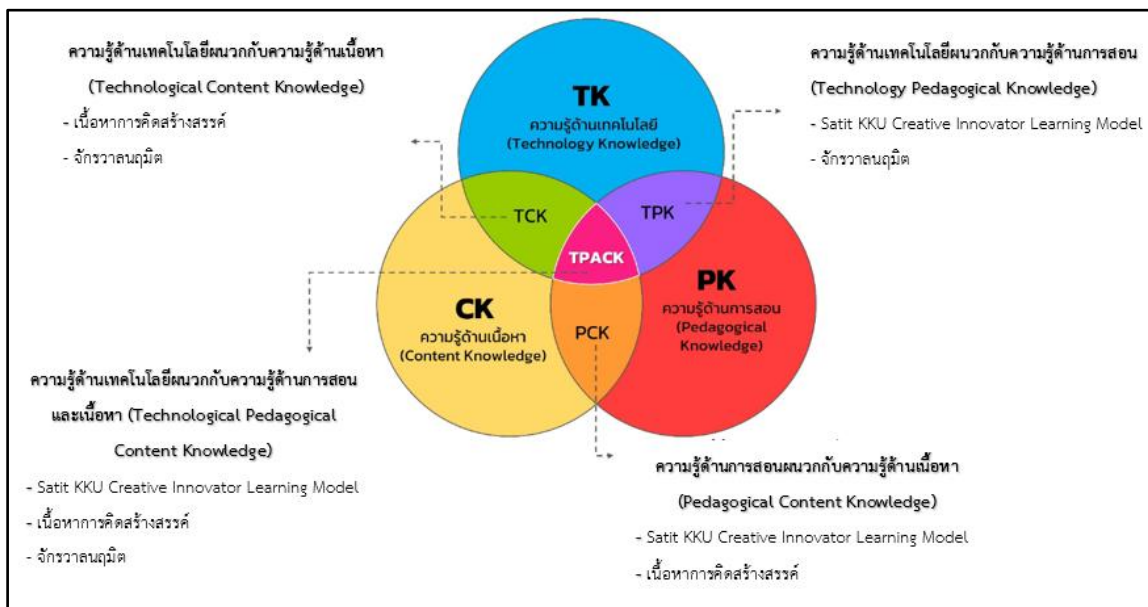 ความรู้ด้านเทคโนโลยีผนวกกับความรู้ด้านเนื้อหา
(Technological Content Knowledge)
- เนื้อหาการคิดสร้างสรรค์
- จักรวาลนฤมิต
ความรู้ด้านเทคโนโลยีผนวกกับความรู้ด้านการสอน
(Technology Pedagogical Knowledge)
- Satit KKU Creative Innovator Learning Model
- จักรวาลนฤมิต
TK
ความรู้ด้านเทคโนโลยี
(Technology Knowledge)
TCK
TPK
TPACK
CK
ความรู้ด้านเนื้อหา
(Content Knowledge)
PK
ความรู้ด้านการสอน
(Pedagogical
Knowledge)
PCK
ความรู้ด้านเทคโนโลยีผนวกกับความรู้ด้านการสอน
และเนื้อหา (Technological Pedagogical
Content Knowledge)
- Satit KKU Creative Innovator Learning Model
- เนื้อหาการคิดสร้างสรรค์
- จักรวาลนฤมิต
ความรู้ด้านการสอนผนวกกับความรู้ด้านเนื้อหา
(Pedagogical Content Knowledge)
- Satit KKU Creative Innovator Learning Model
- เนื้อหาการคิดสร้างสรรค์